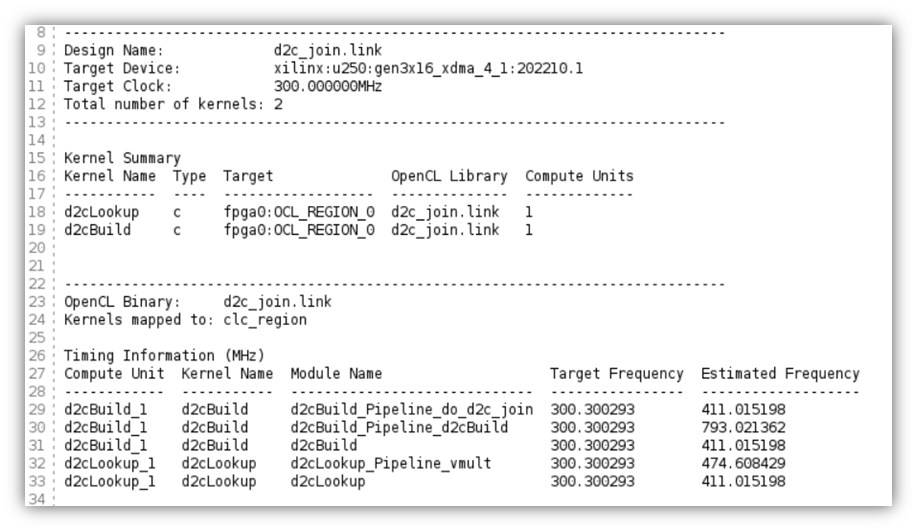 8 -------------------------------------------------------------------------------
9 Design Name:             d2c_join.link
10 Target Device:           xilinx:u250:gen3x16_xdma_4_1:202210.1
11 Target Clock:            300.000000MHz
12 Total number of kernels: 2
13 -------------------------------------------------------------------------------
14
15 Kernel Summary
16 Kernel Name  Type  Target              OpenCL Library  Compute Units
17 -----------  ----  ------------------  --------------  -------------
18 d2cLookup    c     fpga0:OCL_REGION_0  d2c_join.link   1
19 d2cBuild     c     fpga0:OCL_REGION_0  d2c_join.link   1
20
21
22 -------------------------------------------------------------------------------
23 OpenCL Binary:     d2c_join.link
24 Kernels mapped to: clc_region
25
26 Timing Information (MHz)
27 Compute Unit  Kernel Name  Module Name                    Target Frequency  Estimated Frequency
28 ------------  -----------  -----------------------------  ----------------  -------------------
29 d2cBuild_1    d2cBuild     d2cBuild_Pipeline_do_d2c_join  300.300293        411.015198
30 d2cBuild_1    d2cBuild     d2cBuild_Pipeline_d2cBuild     300.300293        793.021362
31 d2cBuild_1    d2cBuild     d2cBuild                       300.300293        411.015198
32 d2cLookup_1   d2cLookup    d2cLookup_Pipeline_vmult       300.300293        474.608429
33 d2cLookup_1   d2cLookup    d2cLookup                      300.300293        411.015198
34